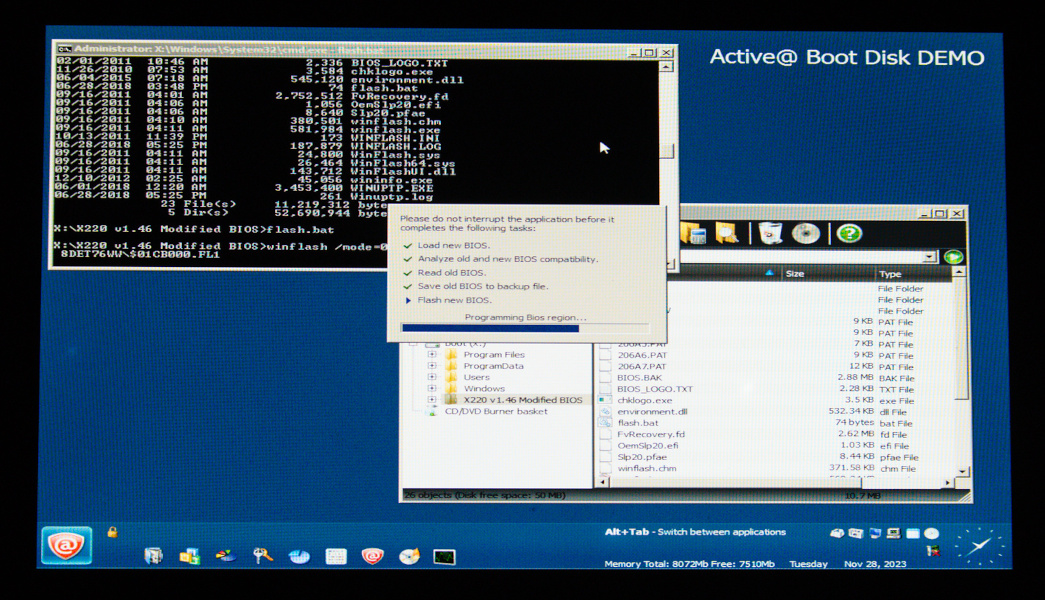 Administrator: X:\Windows\System32\cmd.exe - flash.bat
Active@ Boot Disk DEMO
02/01/2011 10:46 AM 2,336 BIOS_LOGO.TXT
11/26/2010 07:53 AM 3,584 chklogo.exe
06/04/2015 07:18 AM 545,120 environment.dll
06/28/2018 03:48 PM 74 flash.bat
09/16/2011 04:01 AM 2,752,512 FvRecovery.fd
09/16/2011 04:06 AM 1,056 OemSlp20.efi
09/16/2011 04:06 AM 8,640 Slp20.pfae
09/16/2011 04:10 AM 380,501 winflash.chm
09/16/2011 04:11 AM 581,984 winflash.exe
10/13/2011 11:39 PM 173 WINFLASH.INI
06/28/2018 05:25 PM 187,879 WINFLASH.LOG
09/16/2011 04:11 AM 24,800 WinFlash.sys
09/16/2011 04:11 AM 26,464 WinFlash64.sys
09/16/2011 04:11 AM 143,712 WinFlashUI.dll
12/10/2012 02:25 AM 45,056 wininfo.exe
06/01/2018 12:20 AM 3,453,400 WINUPTP.EXE
06/28/2018 05:25 PM 261 Winuptp.log
23 File(s) 11,219,312 byte
5 Dir(s) 52,690,944 byte
X:\X220 v1.46 Modified BIOS>flash.bat
X:\X220 v1.46 Modified BIOS>winflash /mode=
8DET76WW\$01CB000.FL1
Please do not interrupt the application before it
completes the following tasks:
Load new BIOS.
Analyze old and new BIOS compatibility.
Read old BIOS.
Save old BIOS to backup file.
Flash new BIOS.
Programming Bios region...
Size Type
File Folder
File Folder
File Folder
9 KB PAT File
9 KB PAT File
206A5.PAT 7 KB PAT File
206A6.PAT 9 KB PAT File
206A7.PAT 12 KB PAT File
BIOS.BAK 2.88 MB BAK File
BIOS_LOGO.TXT 2.28 KB TXT File
chklogo.exe 3.5 KB exe File
environment.dll 532.34 KB dll File
flash.bat 74 bytes bat File
FvRecovery.fd 2.62 MB fd File
OemSlp20.efi 1.03 KB efi File
Slp20.pfae 8.44 KB pfae File
winflash.chm 371.58 KB chm File
Boot (X:)
Program Files
ProgramData
Users
Windows
X220 v1.46 Modified BIOS
CD/DVD Burner basket
26 objects (Disk free space: 50 MB) 10.7 MB
Alt+Tab - Switch between applications
Memory Total: 8072Mb Free: 7510Mb Tuesday Nov 28, 2023